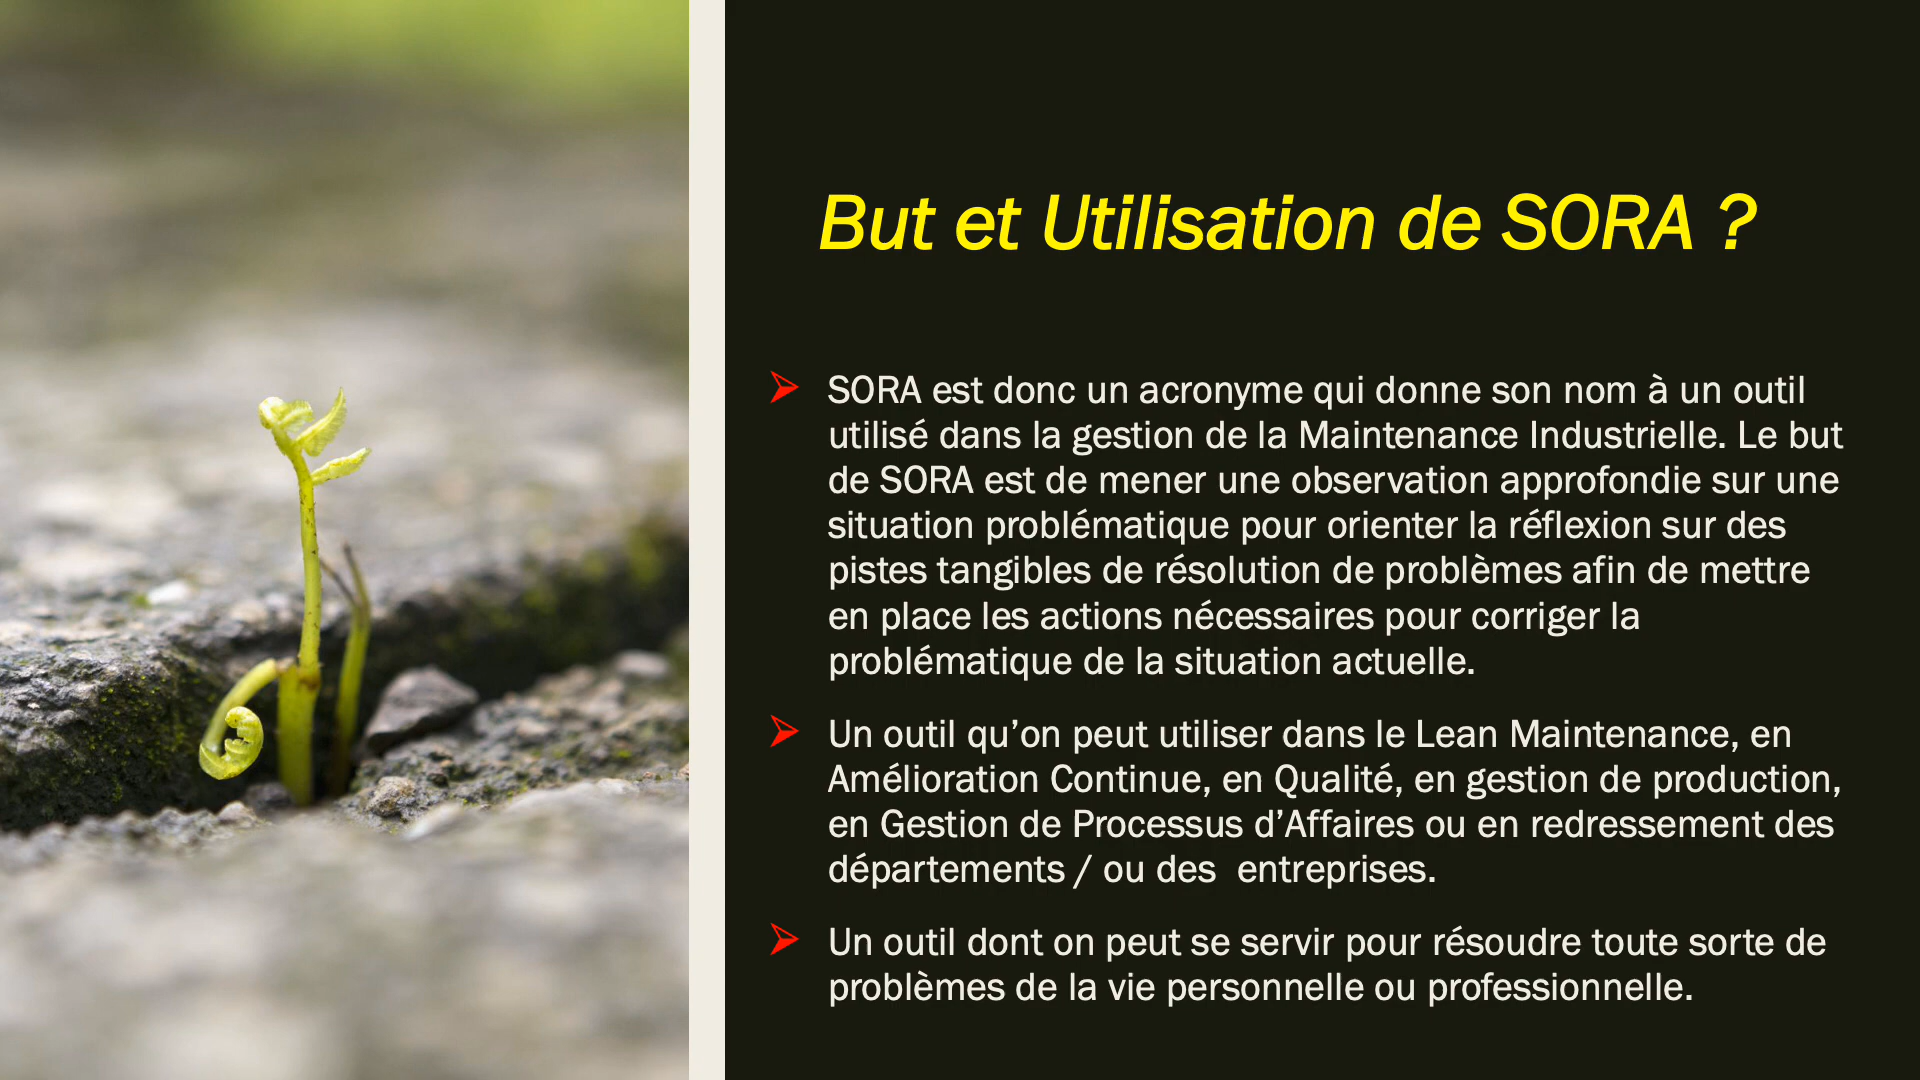 But et Utilisation de SORA ?
SORA est donc un acronyme qui donne son nom à un outil
utilisé dans la gestion de la Maintenance Industrielle. Le but
de SORA est de mener une observation approfondie sur une
situation problématique pour orienter la réflexion sur des
pistes tangibles de résolution de problèmes afin de mettre
en place les actions nécessaires pour corriger la
problématique de la situation actuelle.
Un outil qu’on peut utiliser dans le Lean Maintenance, en
Amélioration Continue, en Qualité, en gestion de production,
en Gestion de Processus d’Affaires ou en redressement des
départements / ou des  entreprises.
Un outil dont on peut se servir pour résoudre toute sorte de
problèmes de la vie personnelle ou professionnelle.